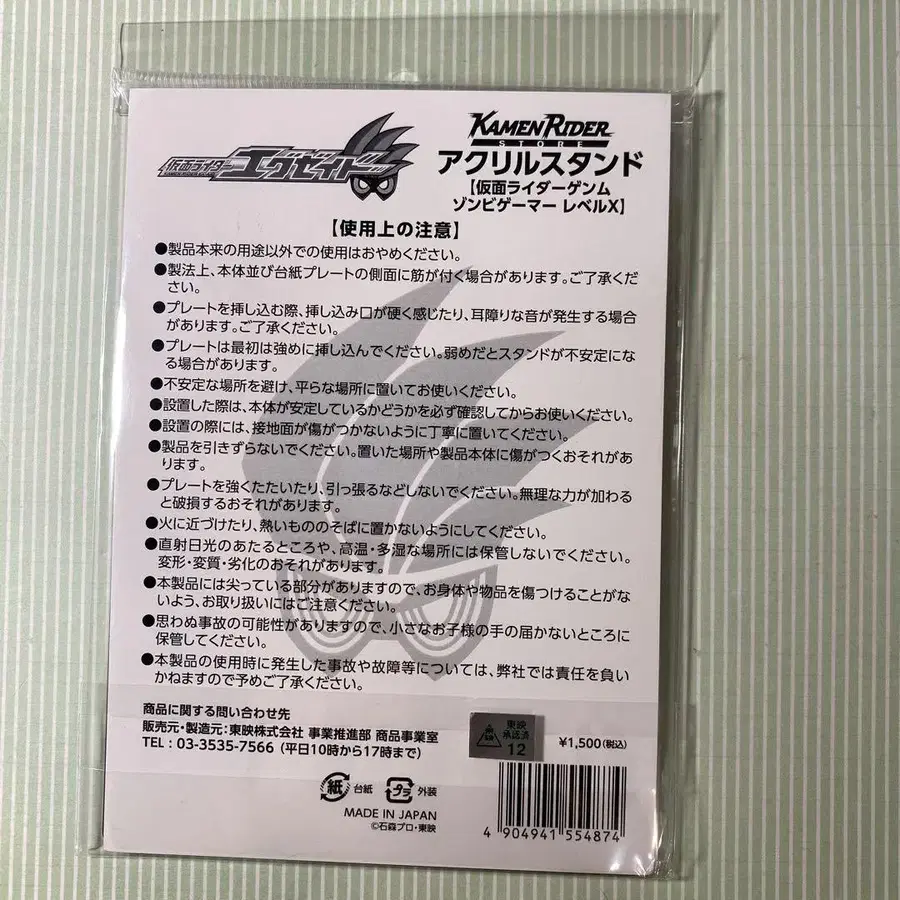 仮面ライダー エグゼイド
KAMEN RIDER
STORE
アクリルスタンド
【仮面ライダーゲンム
ゾンビゲーマー レベルX】
【使用上の注意】
●製品本来の用途以外での使用はおやめください。
●製法上、本体並び台紙プレートの側面に筋が付く場合があります。ご了承くだ
さい。
●プレートを挿し込む際、挿し込み口が硬く感じたり、耳障りな音が発生する場合
があります。ご了承ください。
●プレートは最初は強めに挿し込んでください。弱めだとスタンドが不安定にな
る場合があります。
●不安定な場所を避け、平らな場所に置いてお使いください。
●設置した際は、本体が安定しているかどうかを必ず確認してからお使いください。
●設置の際には、接地面が傷がつかないように丁寧に置いてください。
●製品を引きずらないでください。置いた場所や製品本体に傷がつくおそれがあ
ります。
●プレートを強くたたいたり、引っ張るなどしないでください。無理な力が加わる
と破損するおそれがあります。
●火に近づけたり、熱いもののそばに置かないようにしてください。
●直射日光のあたるところや、高温・多湿な場所には保管しないでください。
変形・変質・劣化のおそれがあります。
●本製品には尖っている部分がありますので、お身体や物品を傷つけることがな
いよう、お取り扱いにはご注意ください。
●思わぬ事故の可能性がありますので、小さなお子様の手の届かないところに
保管してください。
●本製品の使用時に発生した事故や故障等については、弊社では責任を負い
かねますので予めご了承ください。
商品に関する問い合わせ先
販売元・製造元：東映株式会社 事業推進部 商品事業室
TEL：03-3535-7566（平日10時から17時まで）
東映
承認済
12
¥1,500(税込)
紙 台紙 プラ 外装
MADE IN JAPAN
©石森プロ・東映
4 904941 554874